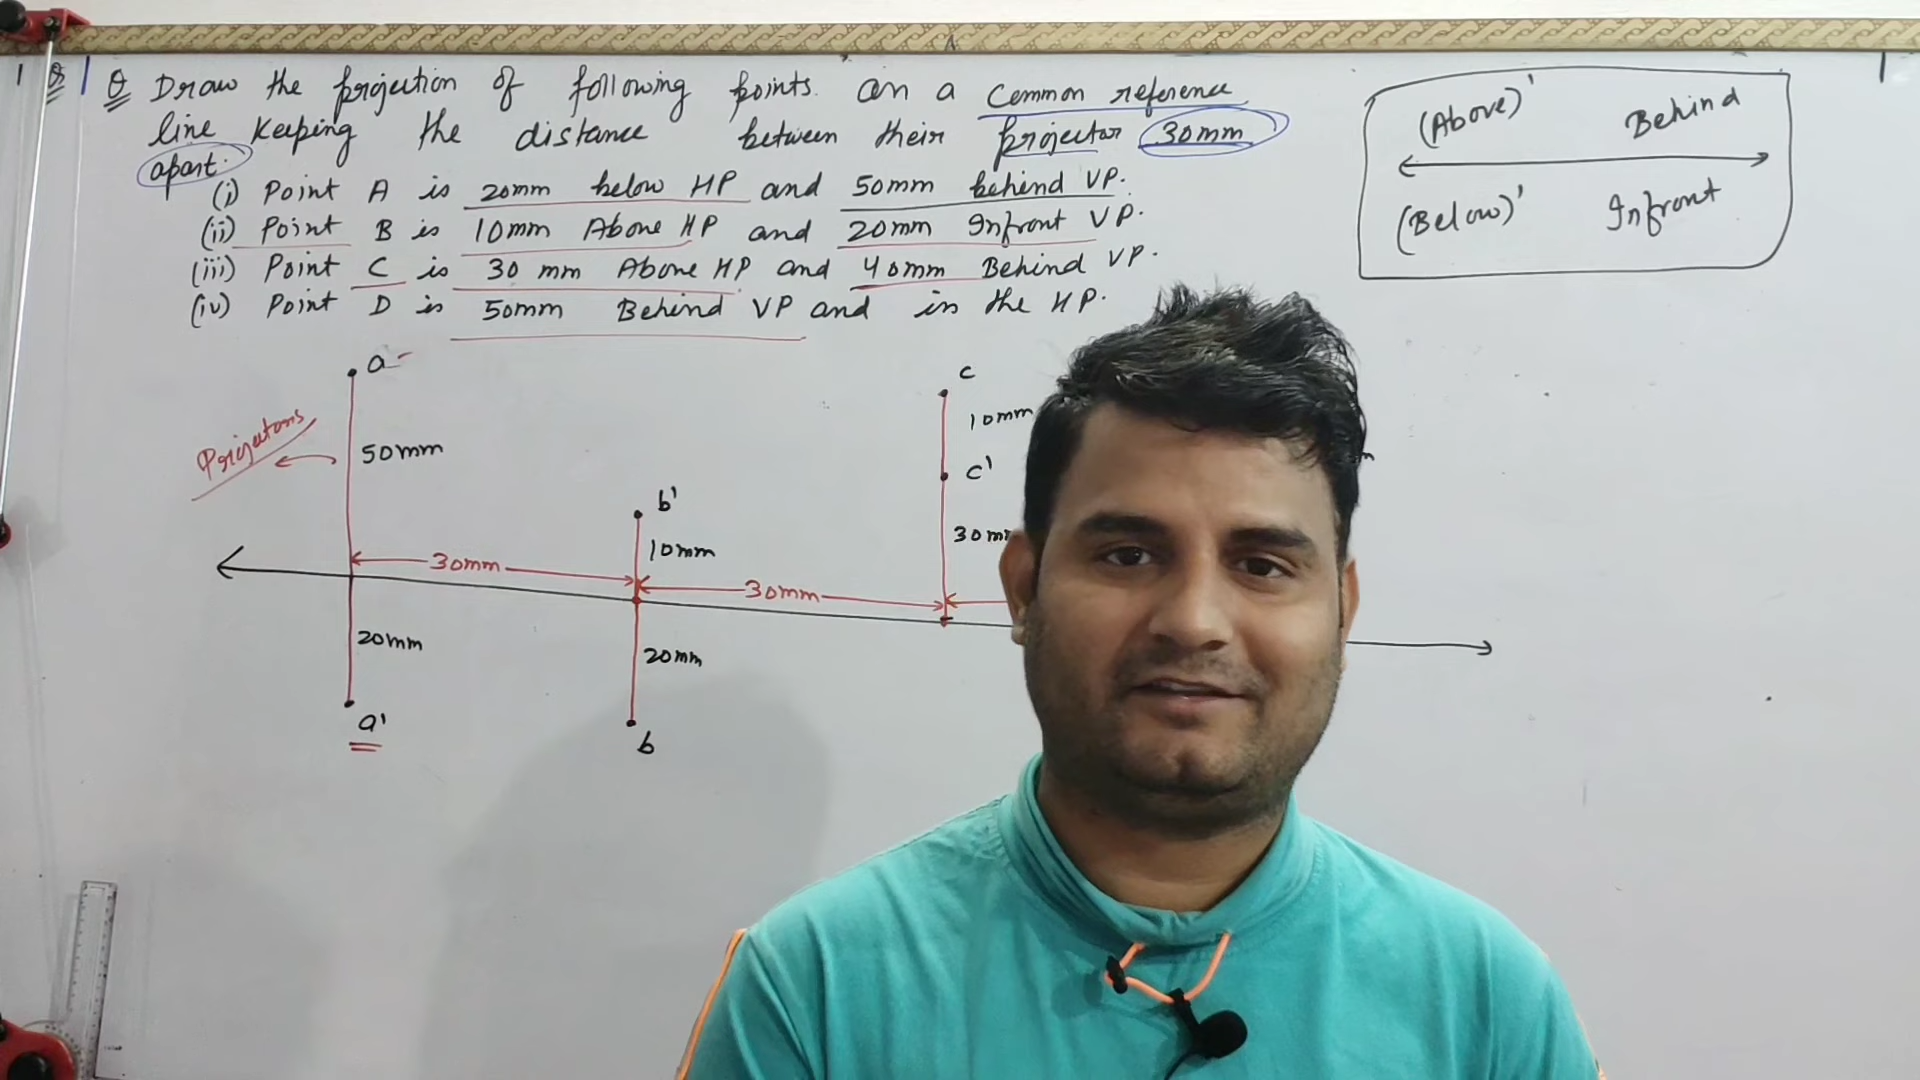 Q Draw the projection of following points. on a common reference
line keeping the distance between their projector 30mm
apart.
(i) Point A is 20mm below HP and 50mm behind VP.
(ii) Point B is 10mm Above HP and 20mm Infront VP.
(iii) Point C is 30 mm Above HP and 40mm Behind VP.
(iv) Point D is 50mm Behind VP and in the HP.
(Above)' Behind
(Below)' Infront
a
Projectors
50mm
20mm
a'
30mm
b'
10mm
20mm
b
30mm
c
10mm
c'